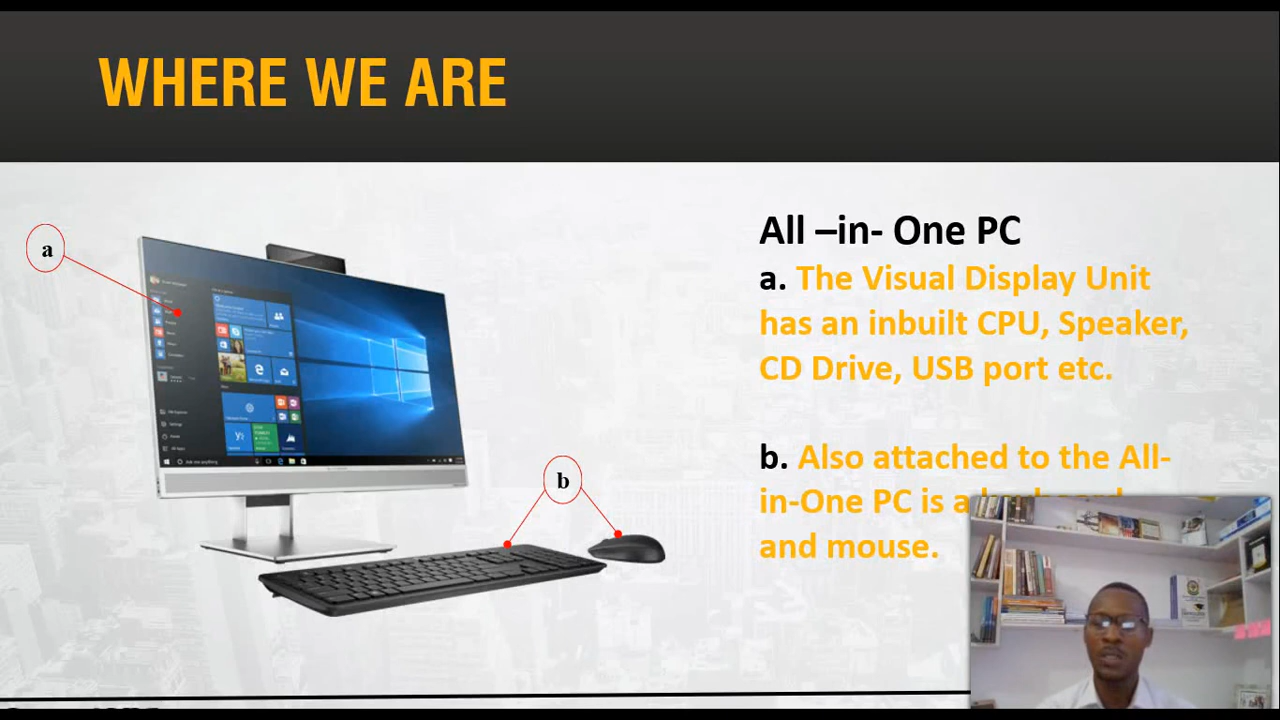 WHERE WE ARE
a
All –in- One PC
a. The Visual Display Unit
has an inbuilt CPU, Speaker,
CD Drive, USB port etc.
b
b. Also attached to the All-
in-One PC is a
and mouse.